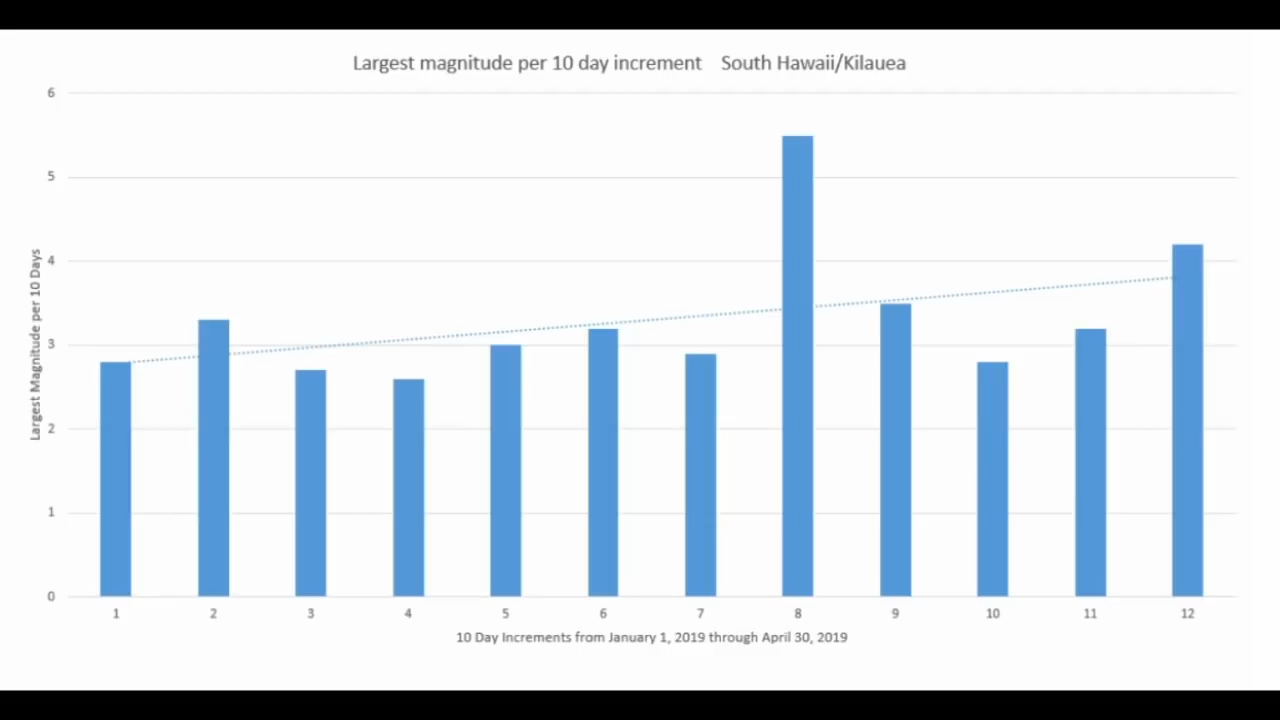 Largest magnitude per 10 day increment South Hawaii/Kilauea
6
5
4
3
2
1
0
Largest Magnitude per 10 Days
1 2 3 4 5 6 7 8 9 10 11 12
10 Day Increments from January 1, 2019 through April 30, 2019